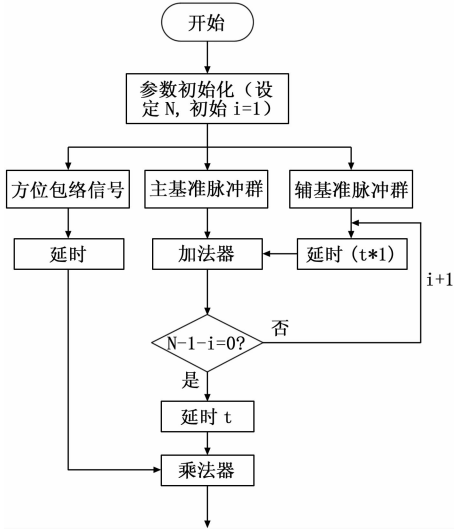 开始
参数初始化（设
定N, 初始i=1）
方位包络信号
主基准脉冲群
辅基准脉冲群
延时
加法器
延时（t*1）
i+1
N-1-i=0?
否
是
延时 t
乘法器